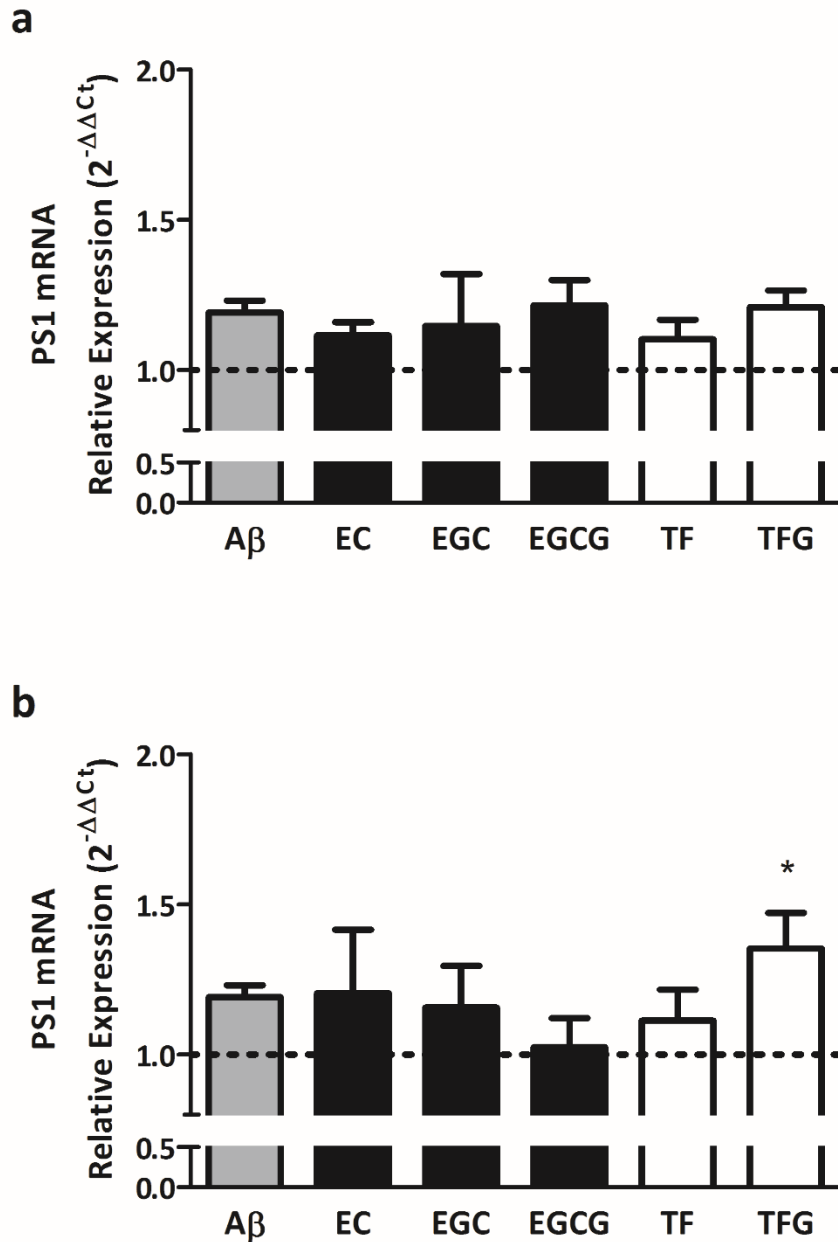 a
PS1 mRNA
Relative Expression (2^-ΔΔCt)
2.0
1.5
1.0
0.5
0.0
Aβ EC EGC EGCG TF TFG
b
PS1 mRNA
Relative Expression (2^-ΔΔCt)
2.0
1.5
1.0
0.5
0.0
*
Aβ EC EGC EGCG TF TFG